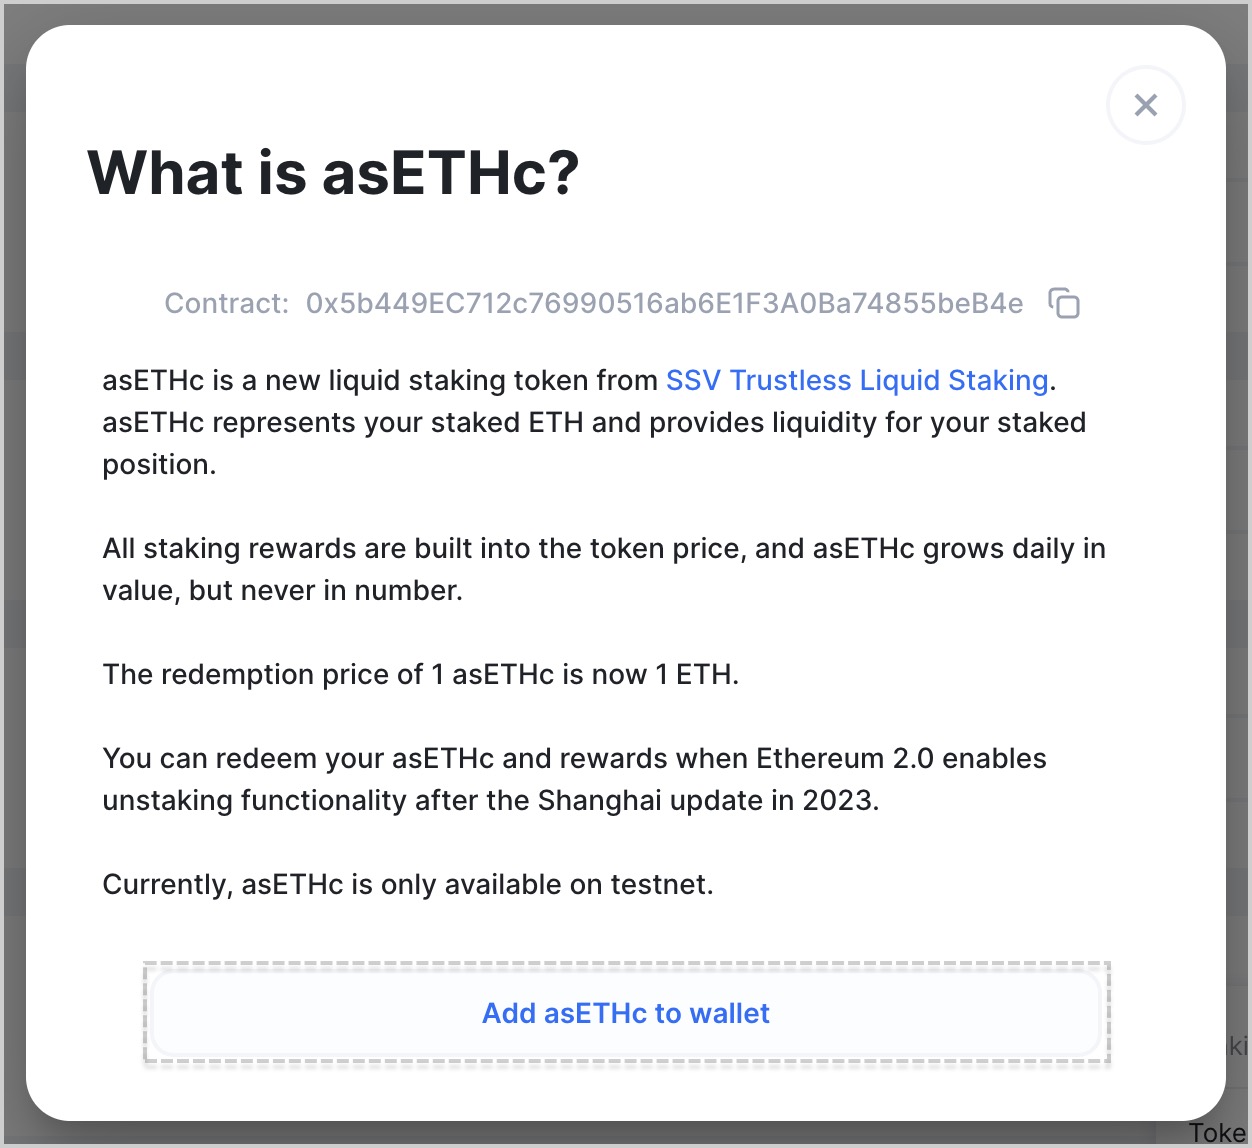 What is asETHc?
Contract: 0x5b449EC712c76990516ab6E1F3A0Ba74855beB4e
asETHc is a new liquid staking token from SSV Trustless Liquid Staking.
asETHc represents your staked ETH and provides liquidity for your staked
position.
All staking rewards are built into the token price, and asETHc grows daily in
value, but never in number.
The redemption price of 1 asETHc is now 1 ETH.
You can redeem your asETHc and rewards when Ethereum 2.0 enables
unstaking functionality after the Shanghai update in 2023.
Currently, asETHc is only available on testnet.
Add asETHc to wallet
ki
Toke